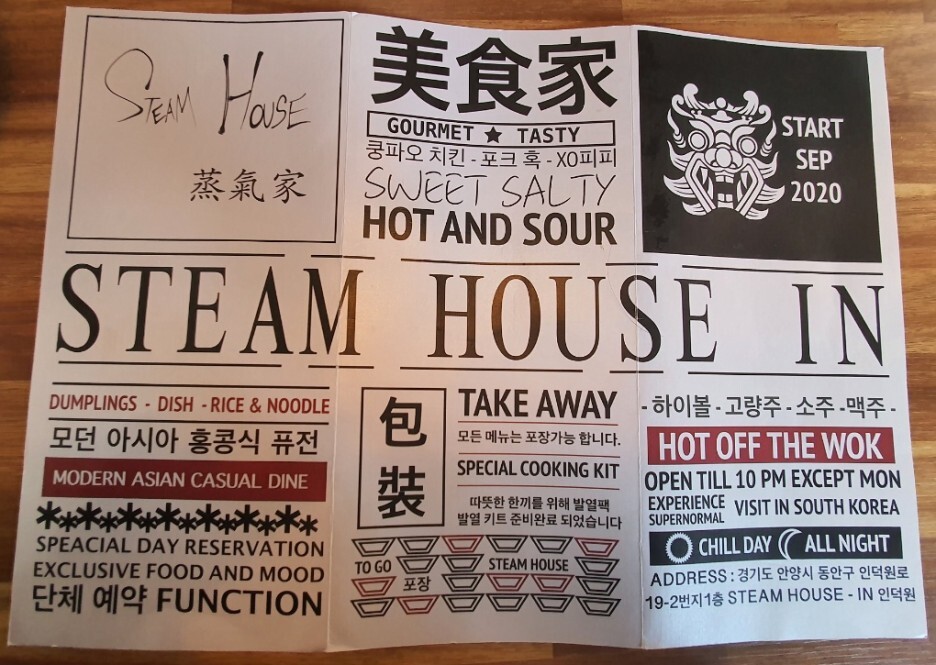 STEAM HOUSE
蒸氣家
美食家
GOURMET ★ TASTY
쿵파오 치킨 - 포크 혹 - XO피피
SWEET SALTY
HOT AND SOUR
START
SEP
2020
STEAM HOUSE IN
DUMPLINGS - DISH - RICE & NOODLE
모던 아시아 홍콩식 퓨전
MODERN ASIAN CASUAL DINE
SPEACIAL DAY RESERVATION
EXCLUSIVE FOOD AND MOOD
단체 예약 FUNCTION
包
裝
TAKE AWAY
모든 메뉴는 포장가능 합니다.
SPECIAL COOKING KIT
따뜻한 한끼를 위해 발열팩
발열 키트 준비완료 되었습니다
TO GO
포장
STEAM HOUSE
- 하이볼 - 고량주 - 소주 - 맥주 -
HOT OFF THE WOK
OPEN TILL 10 PM EXCEPT MON
EXPERIENCE
SUPERNORMAL
VISIT IN SOUTH KOREA
CHILL DAY ALL NIGHT
ADDRESS : 경기도 안양시 동안구 인덕원로
19-2번지1층 STEAM HOUSE - IN 인덕원